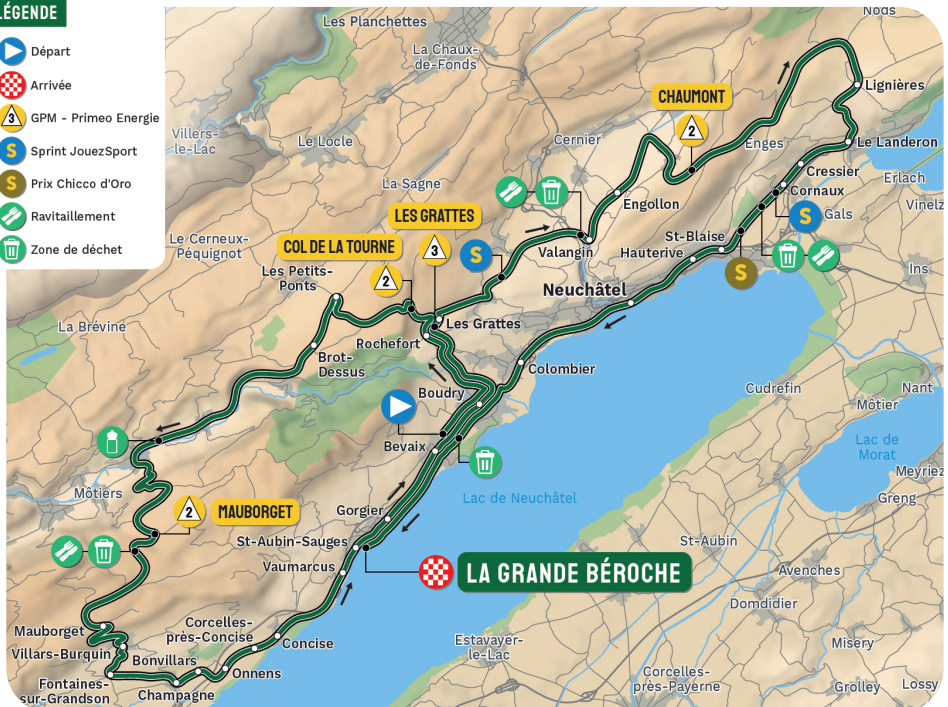 LÉGENDE
Départ
Arrivée
3
GPM - Primeo Energie
S
Sprint JouezSport
S
Prix Chicco d'Oro
Ravitaillement
Zone de déchet
Nods
Les Planchettes
La Chaux-
de-Fonds
Lignières
CHAUMONT
2
Villers-
le-Lac
Le Locle
Cernier
Enges
Le Landeron
Cressier
Erlach
La Sagne
Cornaux
S
Gals
Vinelz
Engollon
LES GRATTES
3
COL DE LA TOURNE
2
S
Le Cerneux-
Péquignot
St-Blaise
Valangin
Hauterive
S
Ins
Les Petits-
Ponts
Neuchâtel
La Brévine
Les Grattes
Rochefort
Brot-
Dessus
Colombier
Boudry
Cudrefin
Nant
Môtier
Bevaix
Lac de
Morat
Meyriez
Môtiers
Lac de Neuchâtel
Greng
2
MAUBORGET
Gorgier
St-Aubin-Sauges
St-Aubin
Vaumarcus
LA GRANDE BÉROCHE
Avenches
Domdidier
Mauborget
Corcelles-
près-Concise
Concise
Estavayer-
le-Lac
Misery
Villars-Burquin
Bonvillars
Onnens
Fontaines-
sur-Grandson
Champagne
Corcelles-
près-Payerne
Grolley
Lossy